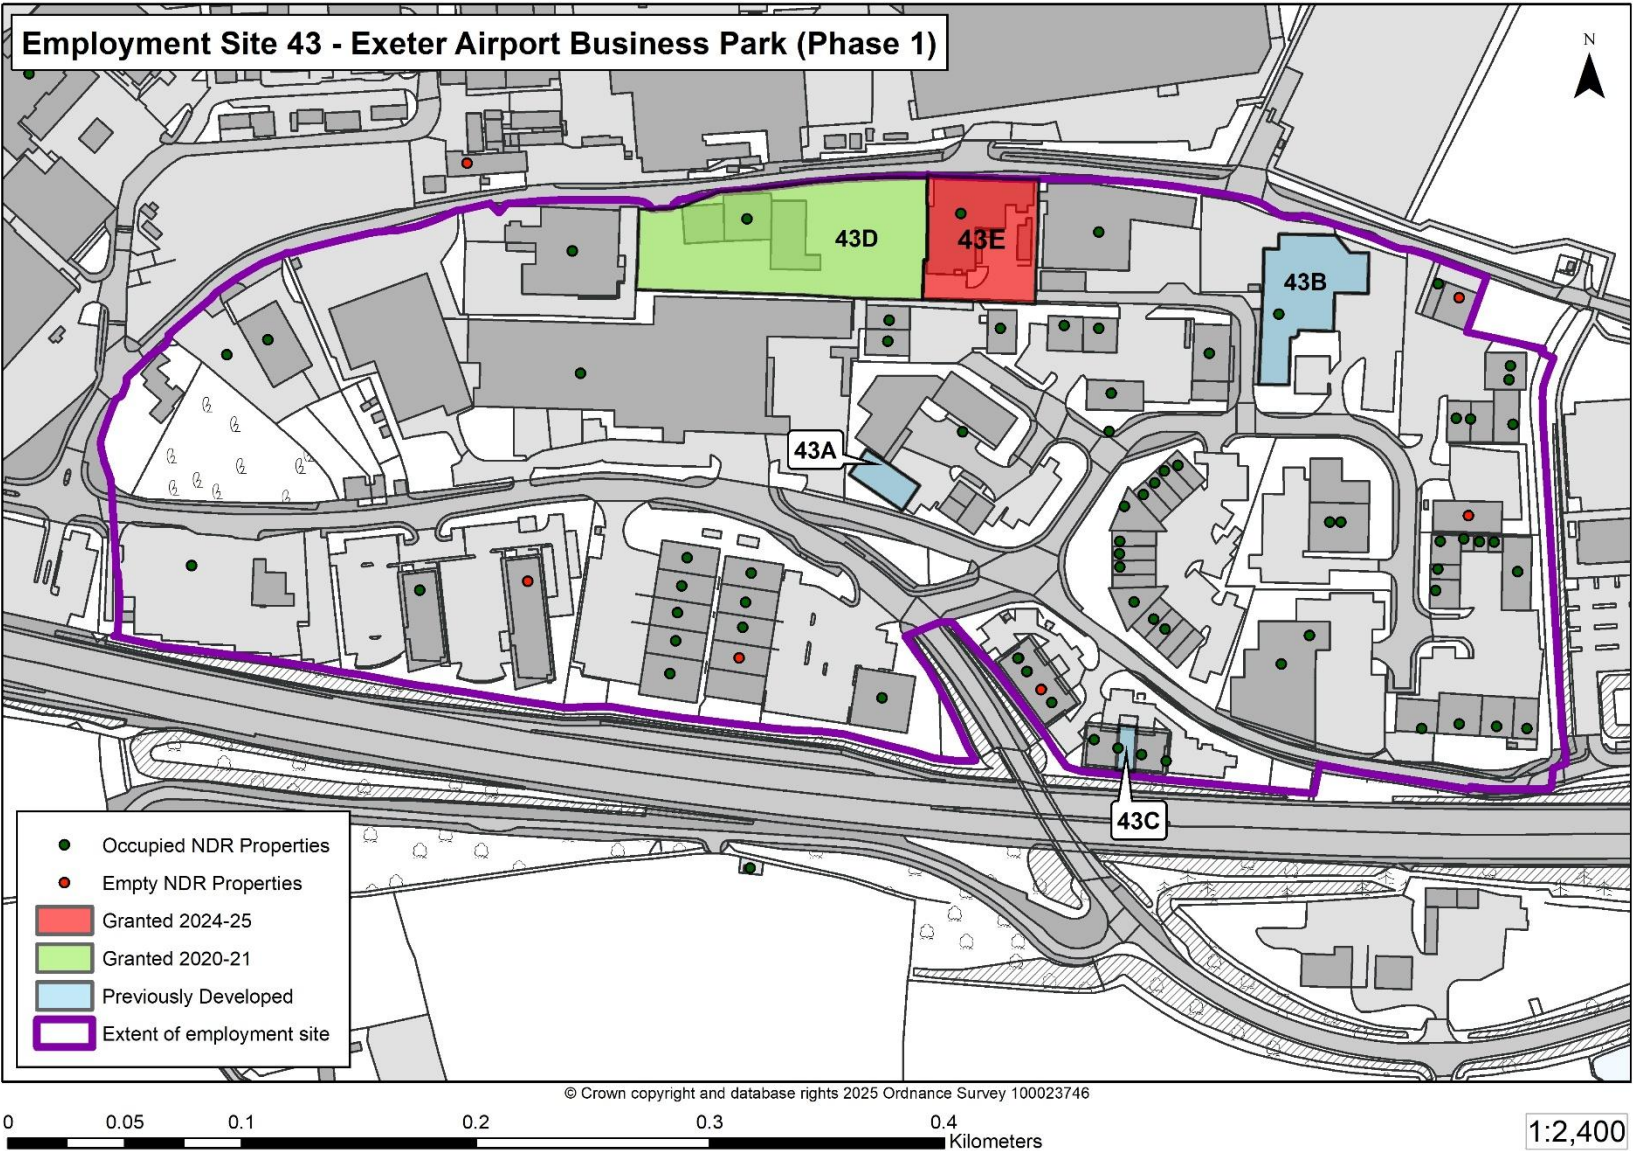 Employment Site 43 - Exeter Airport Business Park (Phase 1)
N
43D
43E
43B
43A
43C
Occupied NDR Properties
Empty NDR Properties
Granted 2024-25
Granted 2020-21
Previously Developed
Extent of employment site
© Crown copyright and database rights 2025 Ordnance Survey 100023746
0 0.05 0.1 0.2 0.3 0.4
Kilometers
1:2,400